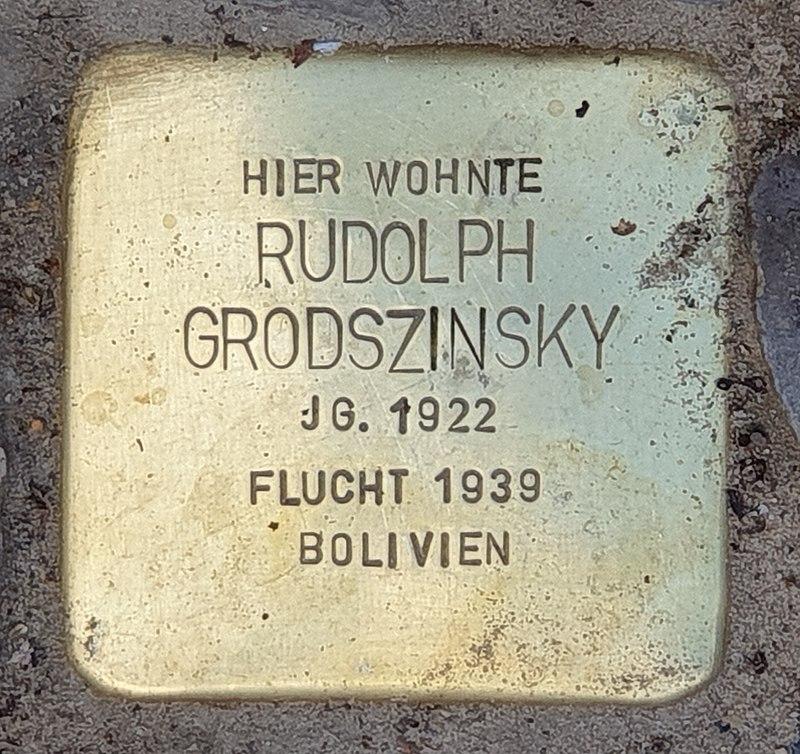 HIER WOHNTE
RUDOLPH
GRODSZINSKY
JG. 1922
FLUCHT 1939
BOLIVIEN